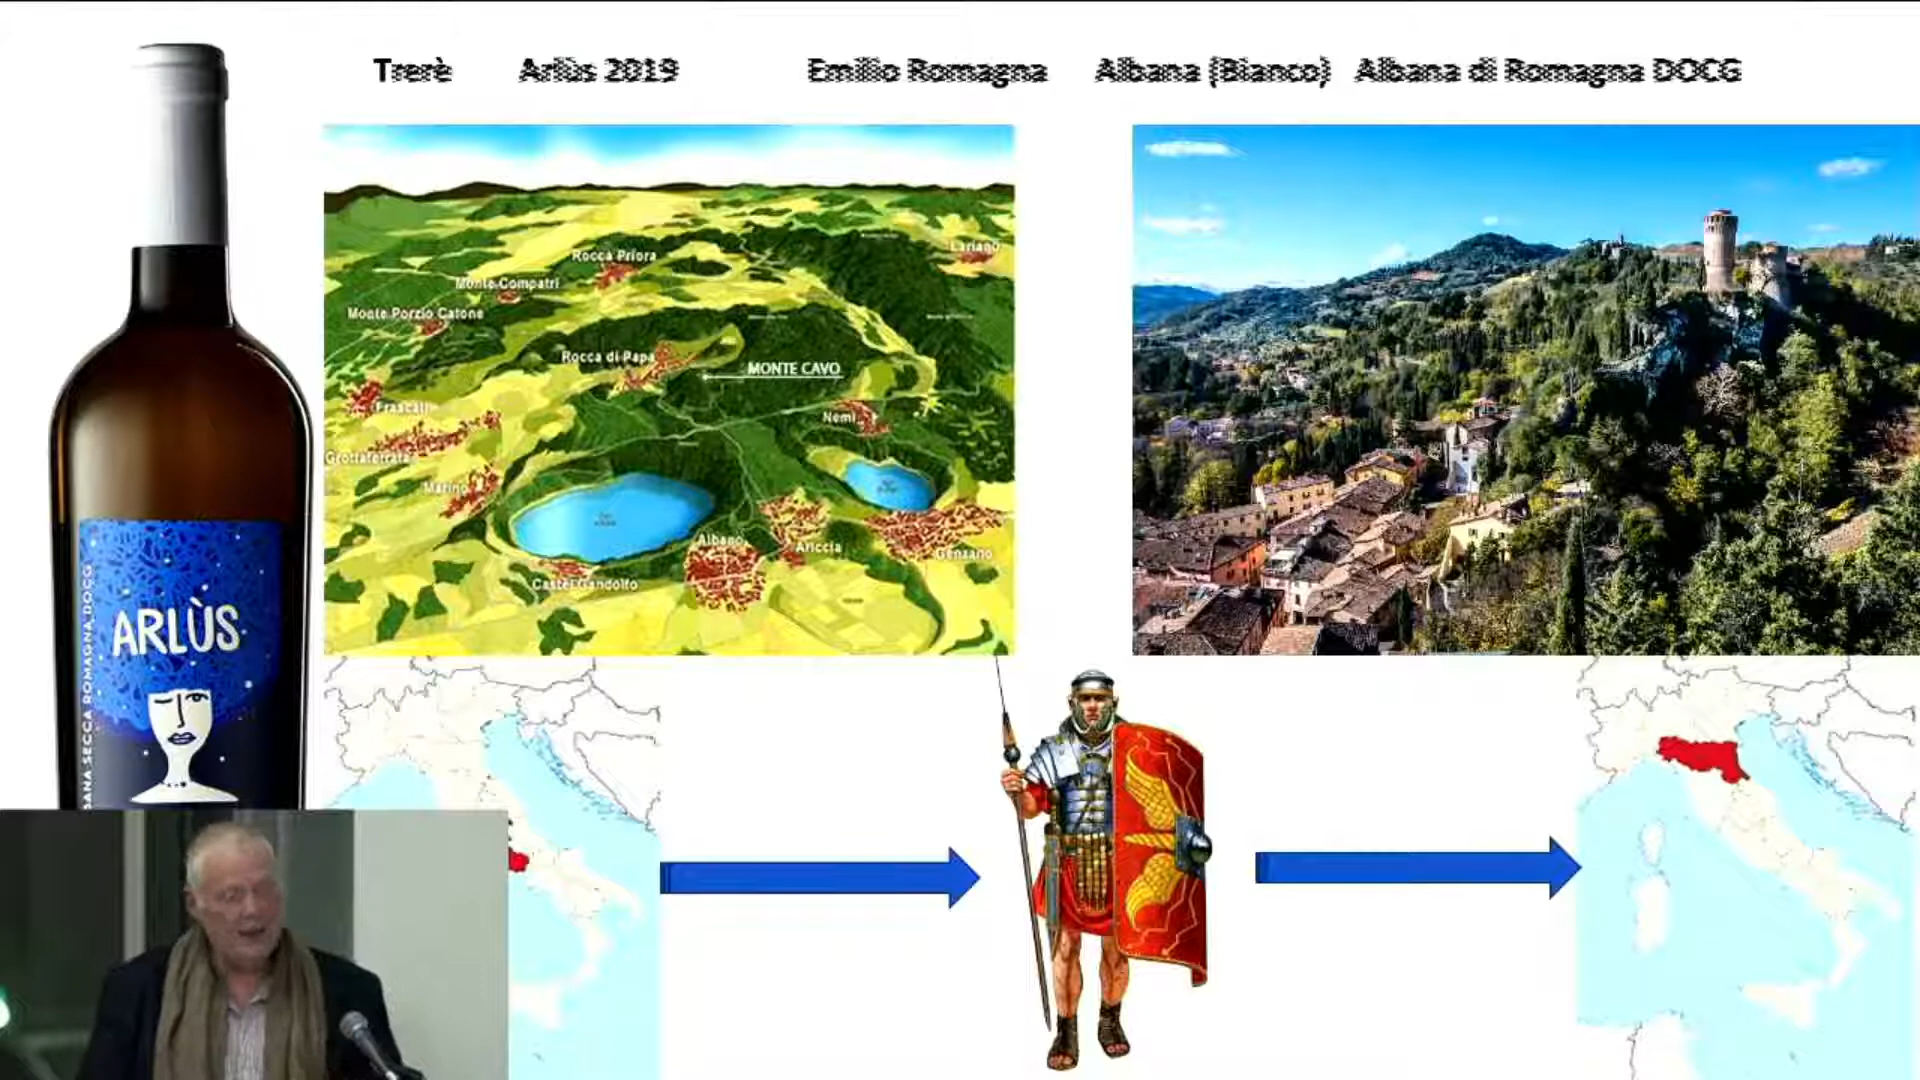 Trerè Arlùs 2019 Emilio Romagna Albana (Bianco) Albana di Romagna DOCG
Lariano
Rocca Priora
Monte Compatri
Monte Porzio Catone
Rocca di Papa
MONTE CAVO
Frascati
Nemi
Grottaferrata
Marino
Albano
Ariccia
Genzano
Castel Gandolfo
ARLÙS
SECCA ROMAGNA DOCG